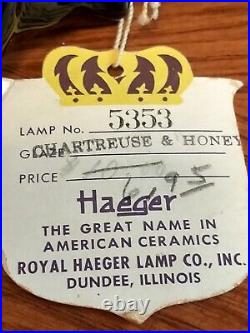 LAMP No. 5353
GLAZE CHARTREUSE & HONEY
PRICE
Haeger
THE GREAT NAME IN
AMERICAN CERAMICS
ROYAL HAEGER LAMP CO., INC.
DUNDEE, ILLINOIS